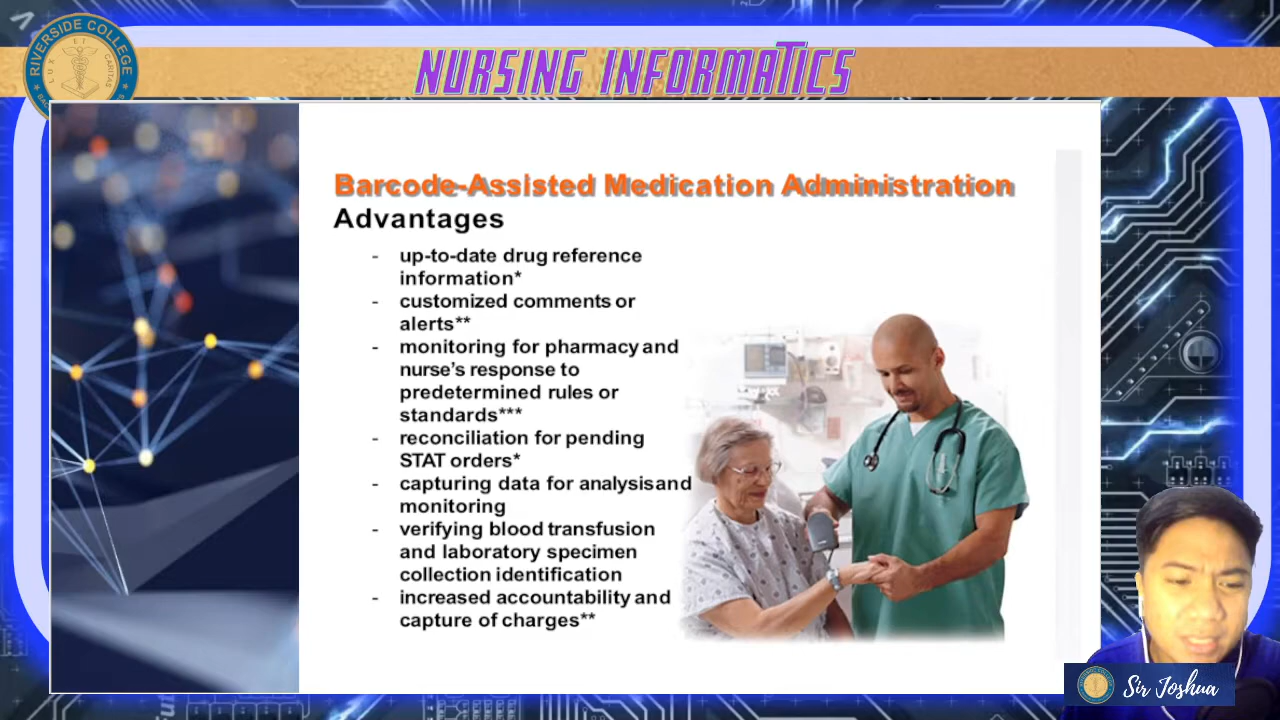 RIVERSIDE COLLEGE
LUX ET CARITAS
NURSING INFORMATICS
Barcode-Assisted Medication Administration
Advantages
- up-to-date drug reference
information*
- customized comments or
alerts**
- monitoring for pharmacy and
nurse's response to
predetermined rules or
standards***
- reconciliation for pending
STAT orders*
- capturing data for analysis and
monitoring
- verifying blood transfusion
and laboratory specimen
collection identification
- increased accountability and
capture of charges**
Sir Joshua